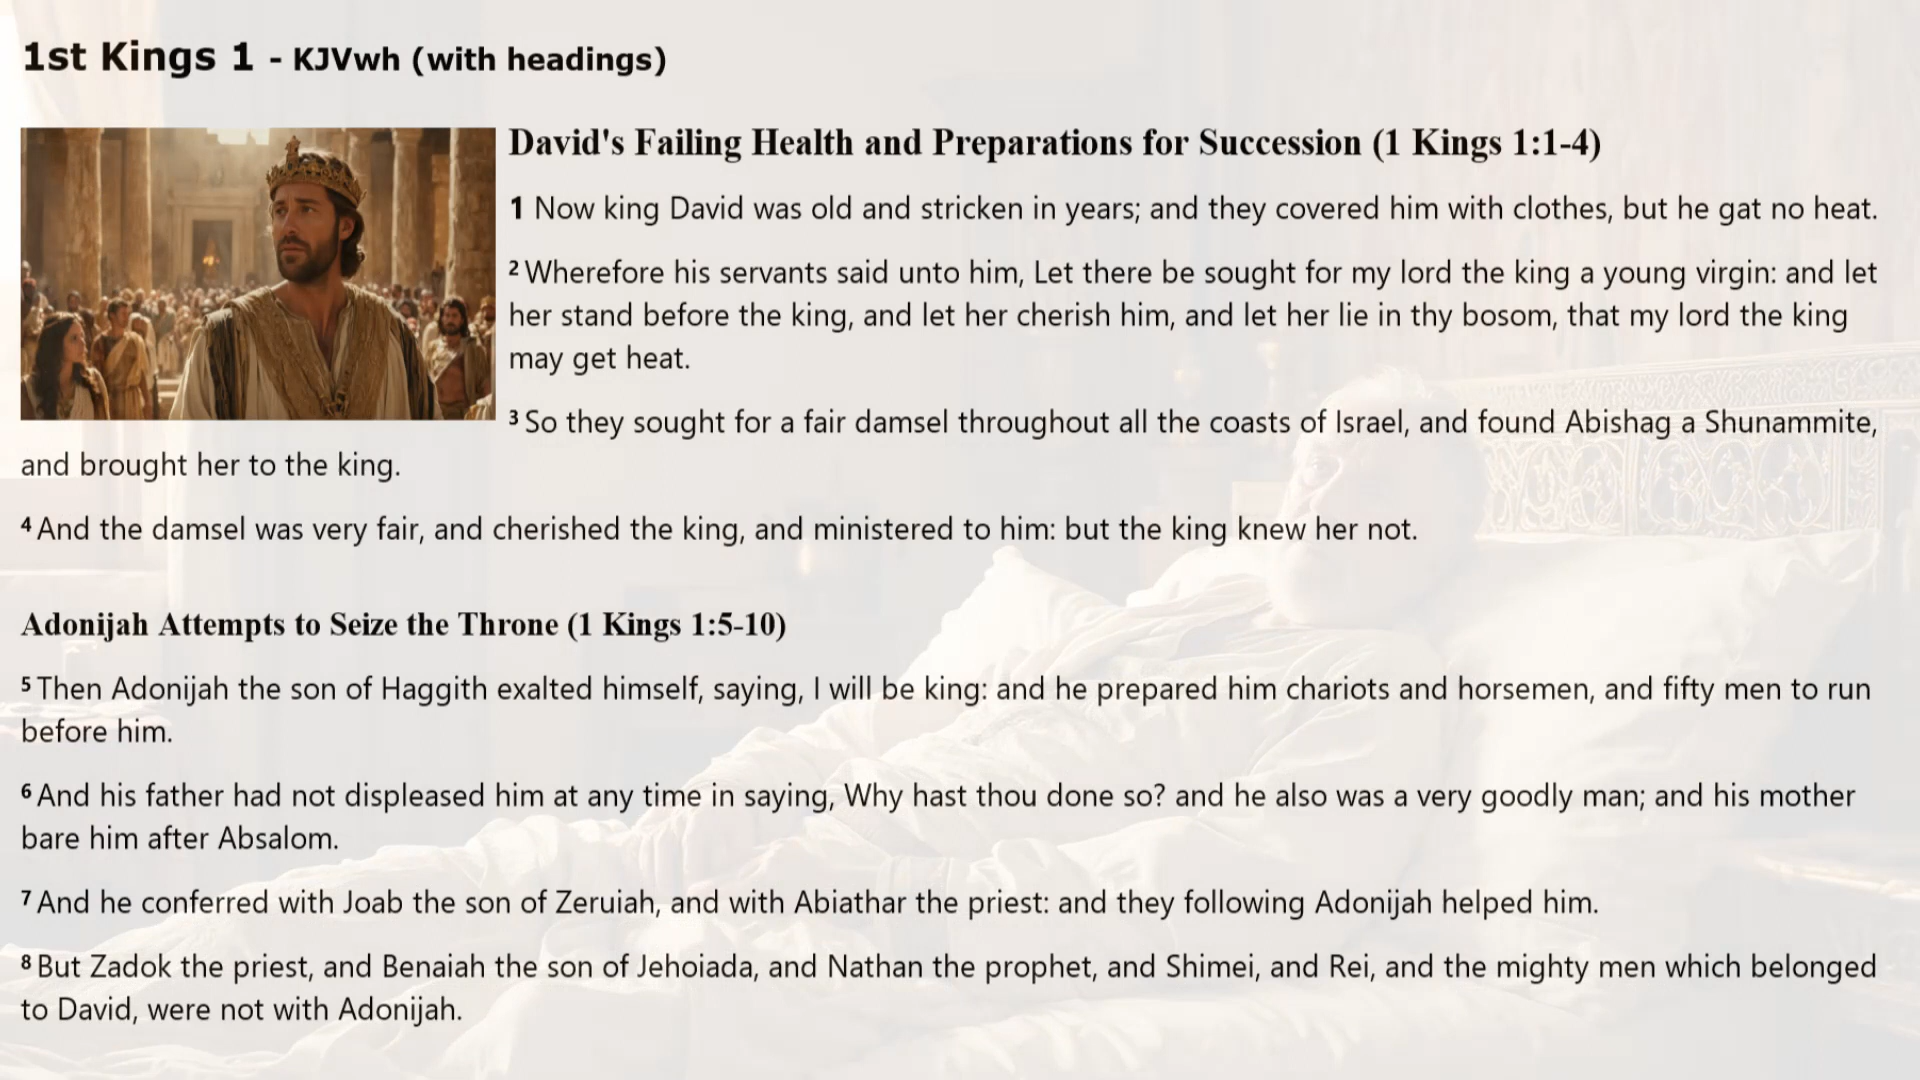 1st Kings 1 - KJVwh (with headings)
David's Failing Health and Preparations for Succession (1 Kings 1:1-4)
1 Now king David was old and stricken in years; and they covered him with clothes, but he gat no heat.
2 Wherefore his servants said unto him, Let there be sought for my lord the king a young virgin: and let
her stand before the king, and let her cherish him, and let her lie in thy bosom, that my lord the king
may get heat.
3 So they sought for a fair damsel throughout all the coasts of Israel, and found Abishag a Shunammite,
and brought her to the king.
4 And the damsel was very fair, and cherished the king, and ministered to him: but the king knew her not.
Adonijah Attempts to Seize the Throne (1 Kings 1:5-10)
5 Then Adonijah the son of Haggith exalted himself, saying, I will be king: and he prepared him chariots and horsemen, and fifty men to run
before him.
6 And his father had not displeased him at any time in saying, Why hast thou done so? and he also was a very goodly man; and his mother
bare him after Absalom.
7 And he conferred with Joab the son of Zeruiah, and with Abiathar the priest: and they following Adonijah helped him.
8 But Zadok the priest, and Benaiah the son of Jehoiada, and Nathan the prophet, and Shimei, and Rei, and the mighty men which belonged
to David, were not with Adonijah.